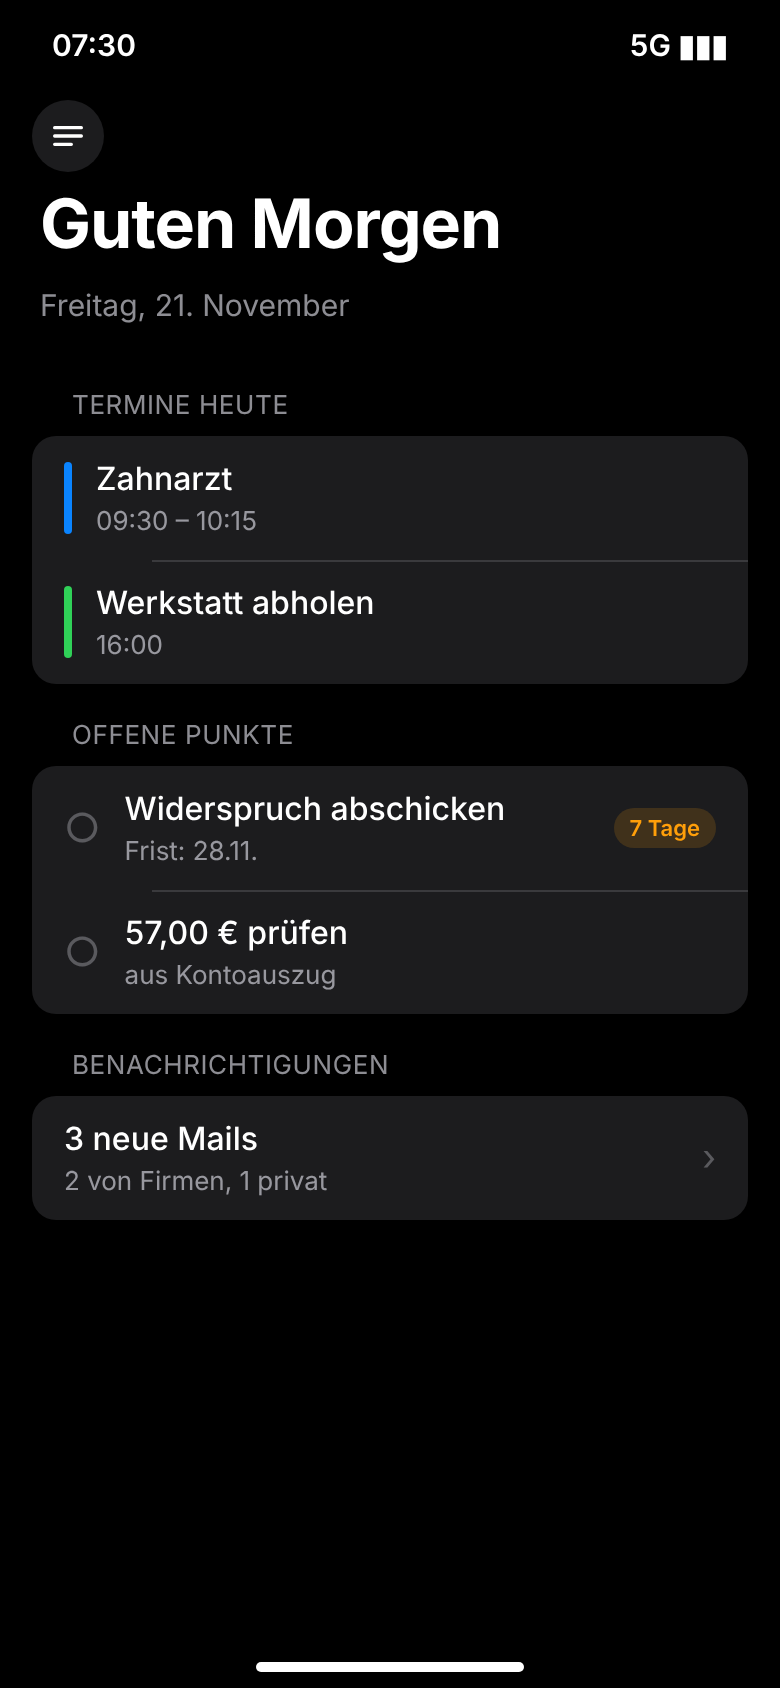 07:30 5G
Guten Morgen
Freitag, 21. November
TERMINE HEUTE
Zahnarzt
09:30 – 10:15
Werkstatt abholen
16:00
OFFENE PUNKTE
Widerspruch abschicken
Frist: 28.11.
7 Tage
57,00 € prüfen
aus Kontoauszug
BENACHRICHTIGUNGEN
3 neue Mails
2 von Firmen, 1 privat